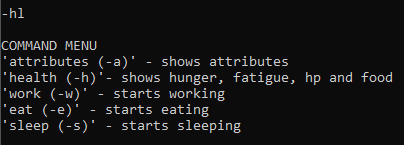 -hl
COMMAND MENU
'attributes (-a)' - shows attributes
'health (-h)'- shows hunger, fatigue, hp and food
'work (-w)' - starts working
'eat (-e)' - starts eating
'sleep (-s)' - starts sleeping